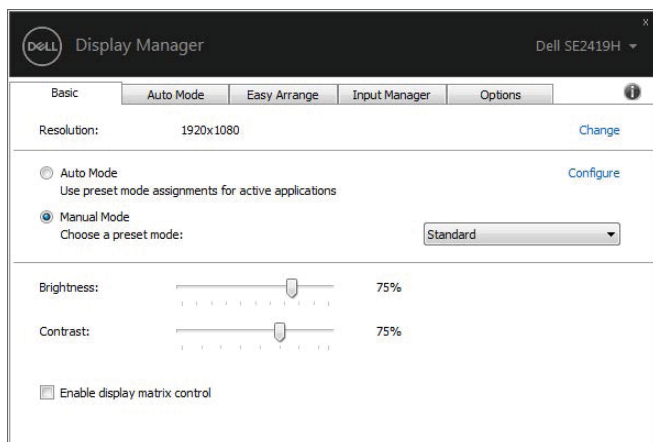 x
DELL Display Manager Dell SE2419H
Basic Auto Mode Easy Arrange Input Manager Options i
Resolution: 1920x1080 Change
Auto Mode Configure
Use preset mode assignments for active applications
Manual Mode
Choose a preset mode: Standard
Brightness: 75%
Contrast: 75%
Enable display matrix control